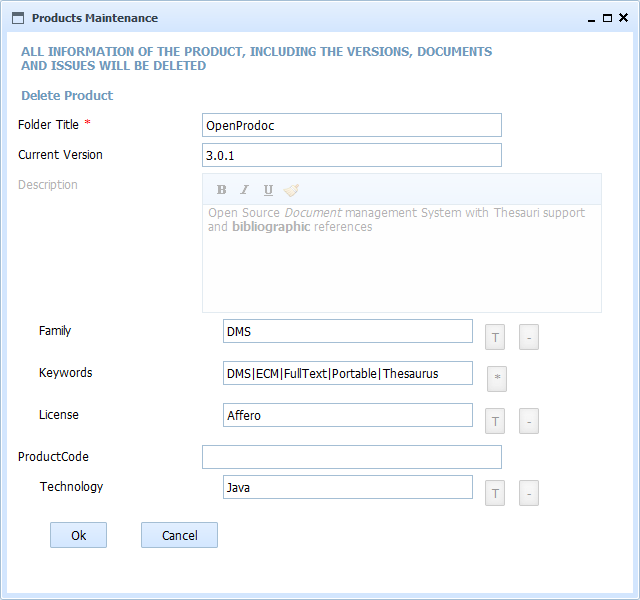 Products Maintenance
ALL INFORMATION OF THE PRODUCT, INCLUDING THE VERSIONS, DOCUMENTS
AND ISSUES WILL BE DELETED
Delete Product
Folder Title * OpenProdoc
Current Version 3.0.1
Description B I U
Open Source Document management System with Thesauri support
and bibliographic references
Family DMS T -
Keywords DMS|ECM|FullText|Portable|Thesaurus *
License Affero T -
ProductCode
Technology Java T -
Ok Cancel